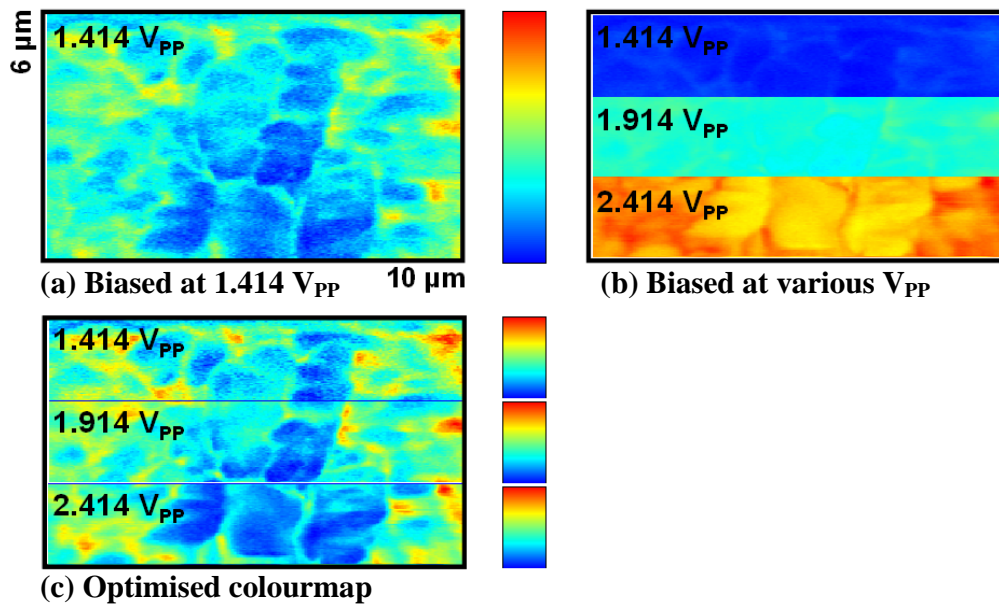 6 µm
1.414 VPP
1.414 VPP
1.914 VPP
2.414 VPP
(a) Biased at 1.414 VPP
10 µm
(b) Biased at various VPP
1.414 VPP
1.914 VPP
2.414 VPP
(c) Optimised colourmap